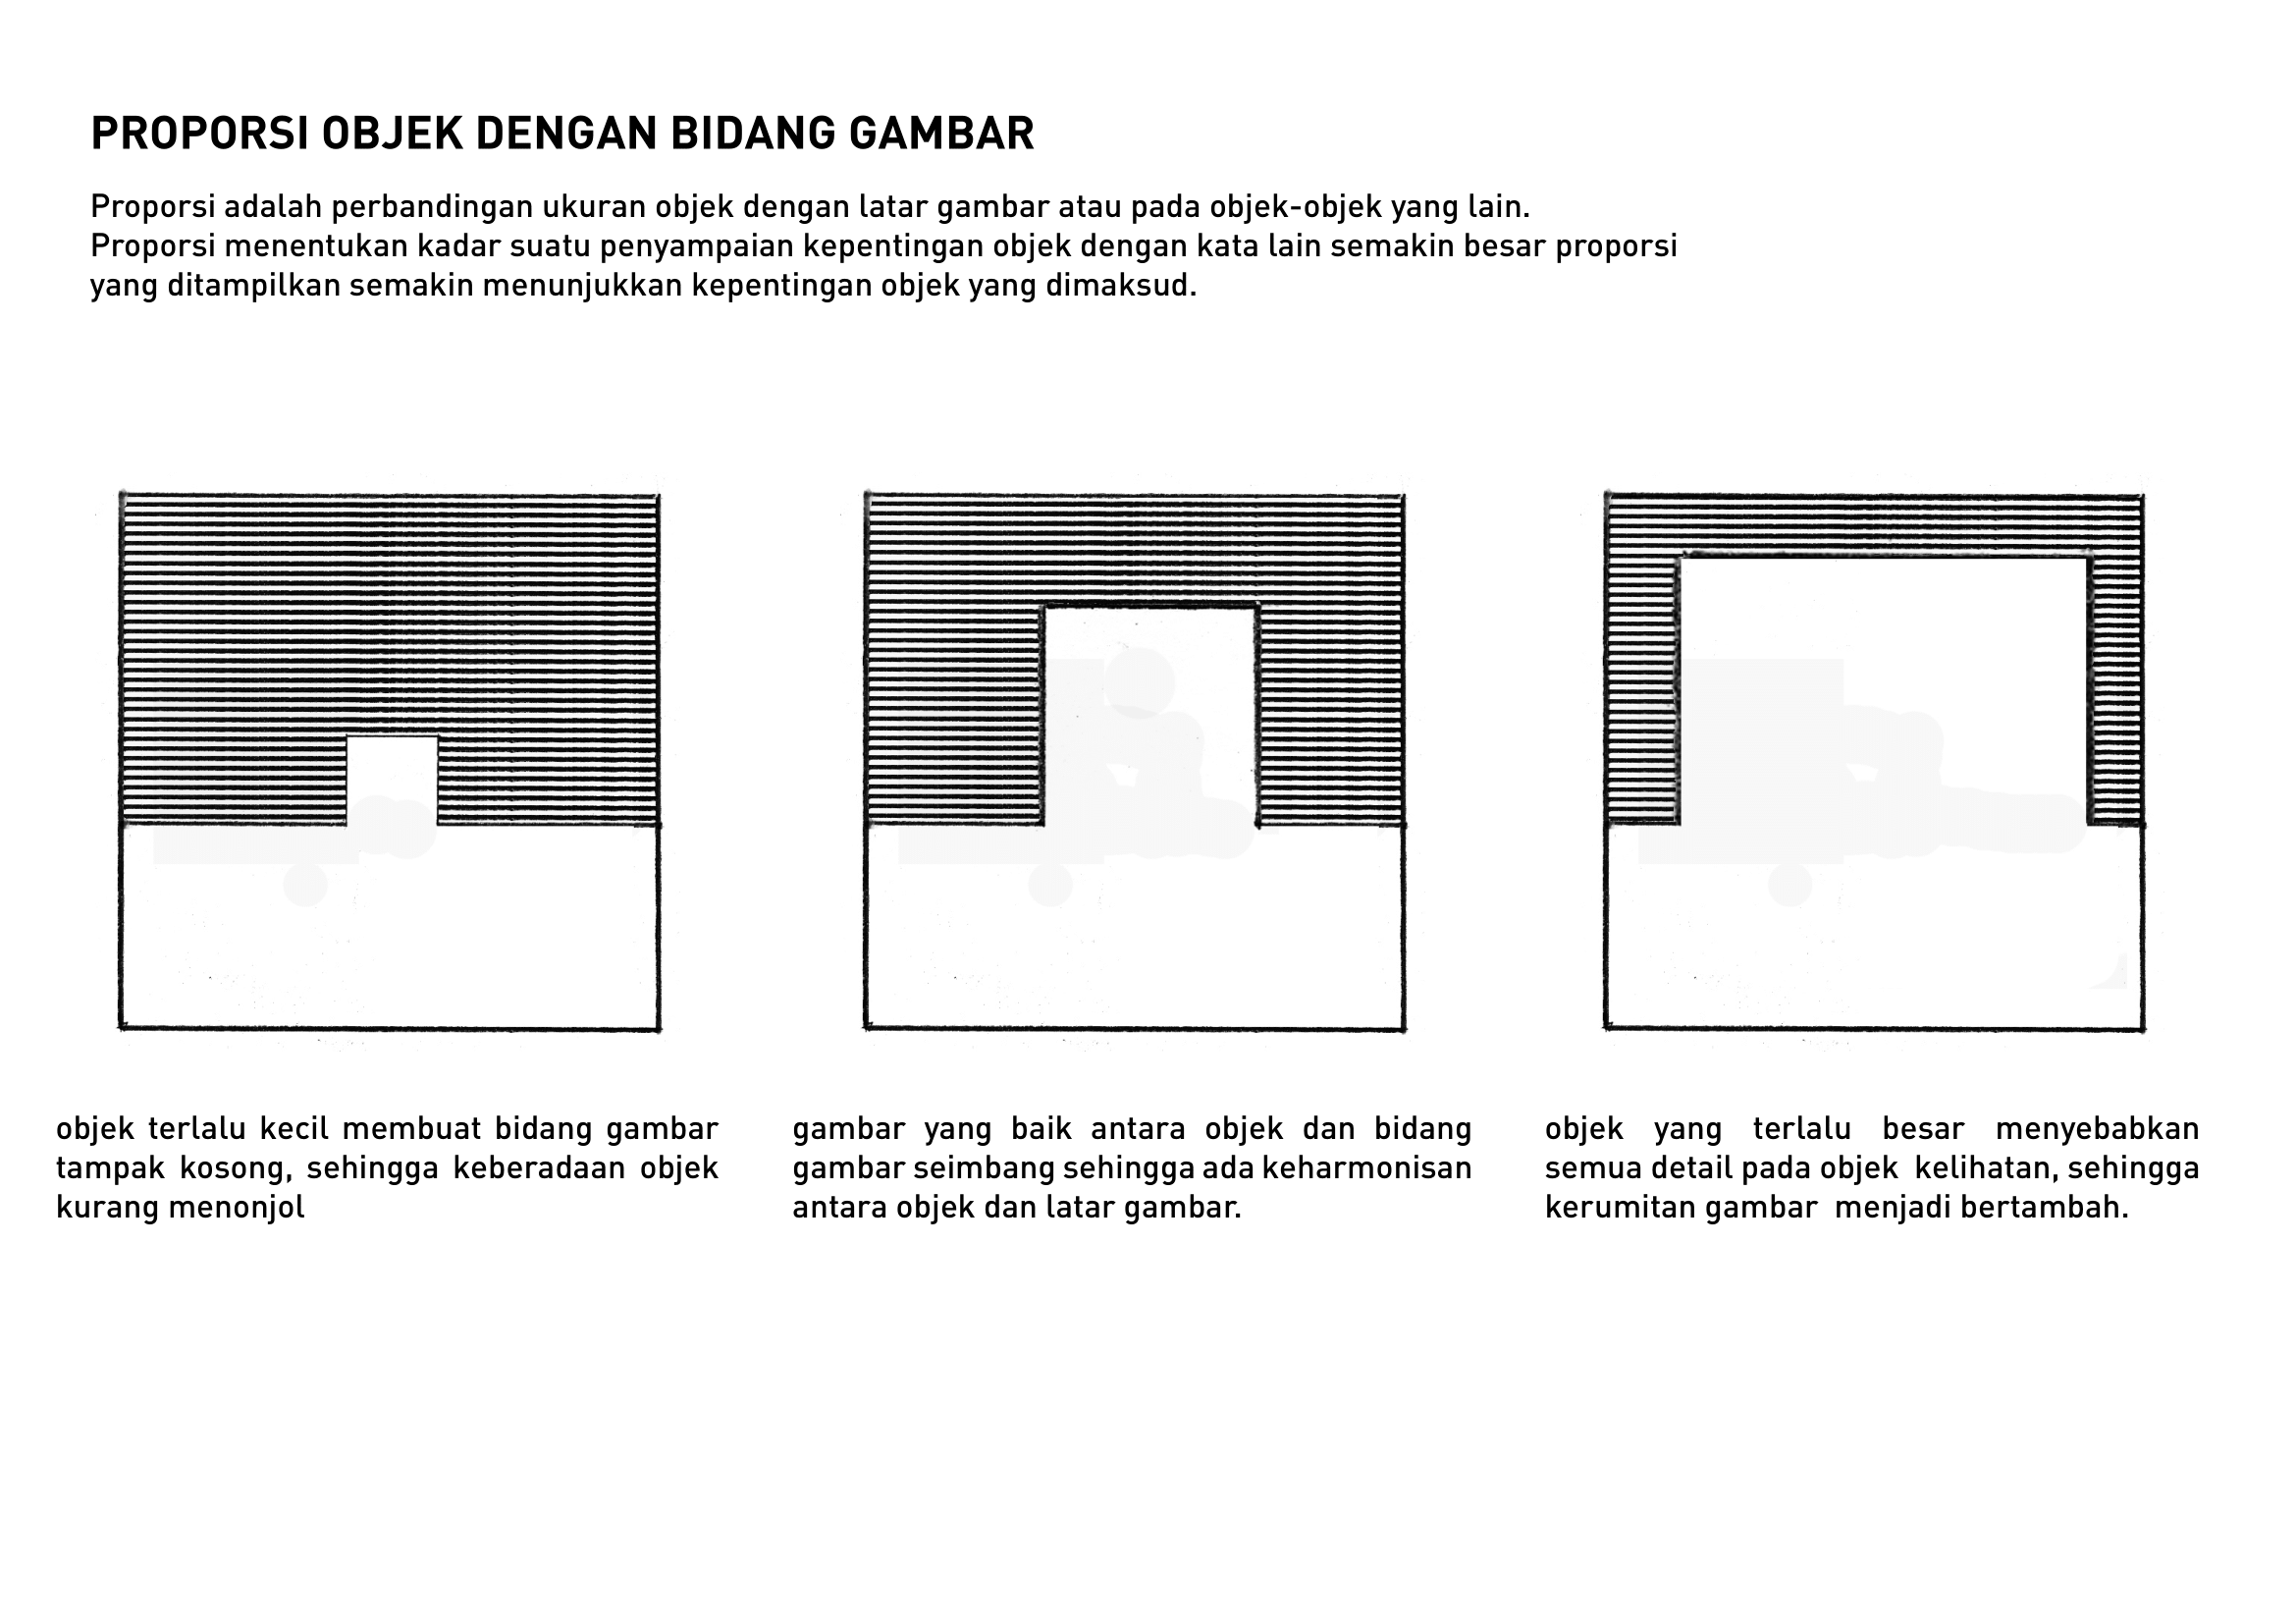 PROPORSI OBJEK DENGAN BIDANG GAMBAR
Proporsi adalah perbandingan ukuran objek dengan latar gambar atau pada objek-objek yang lain.
Proporsi menentukan kadar suatu penyampaian kepentingan objek dengan kata lain semakin besar proporsi
yang ditampilkan semakin menunjukkan kepentingan objek yang dimaksud.
objek terlalu kecil membuat bidang gambar
tampak kosong, sehingga keberadaan objek
kurang menonjol
gambar yang baik antara objek dan bidang
gambar seimbang sehingga ada keharmonisan
antara objek dan latar gambar.
objek yang terlalu besar menyebabkan
semua detail pada objek kelihatan, sehingga
kerumitan gambar menjadi bertambah.